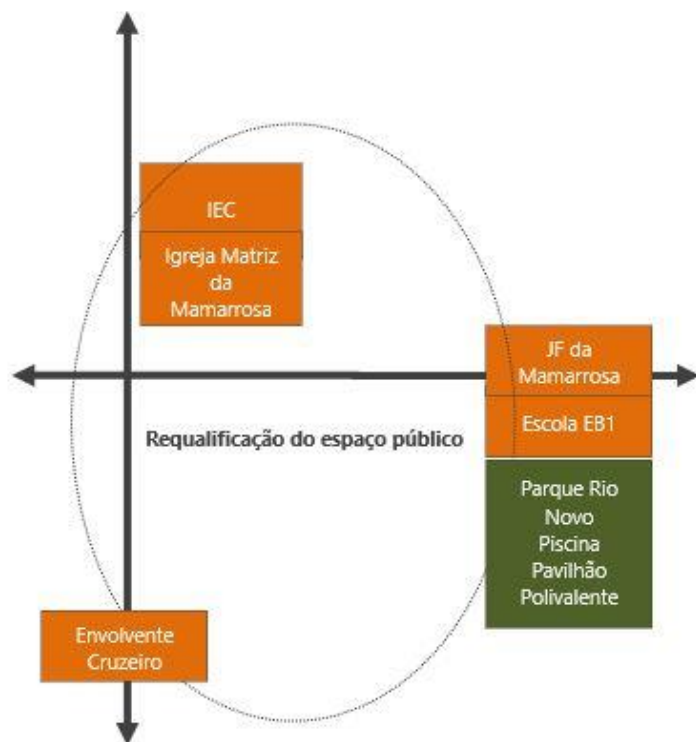 IEC
Igreja Matriz
da
Mamarrosa
JF da
Mamarrosa
Escola EB1
Requalificação do espaço público
Parque Rio
Novo
Piscina
Pavilhão
Polivalente
Envolvente
Cruzeiro